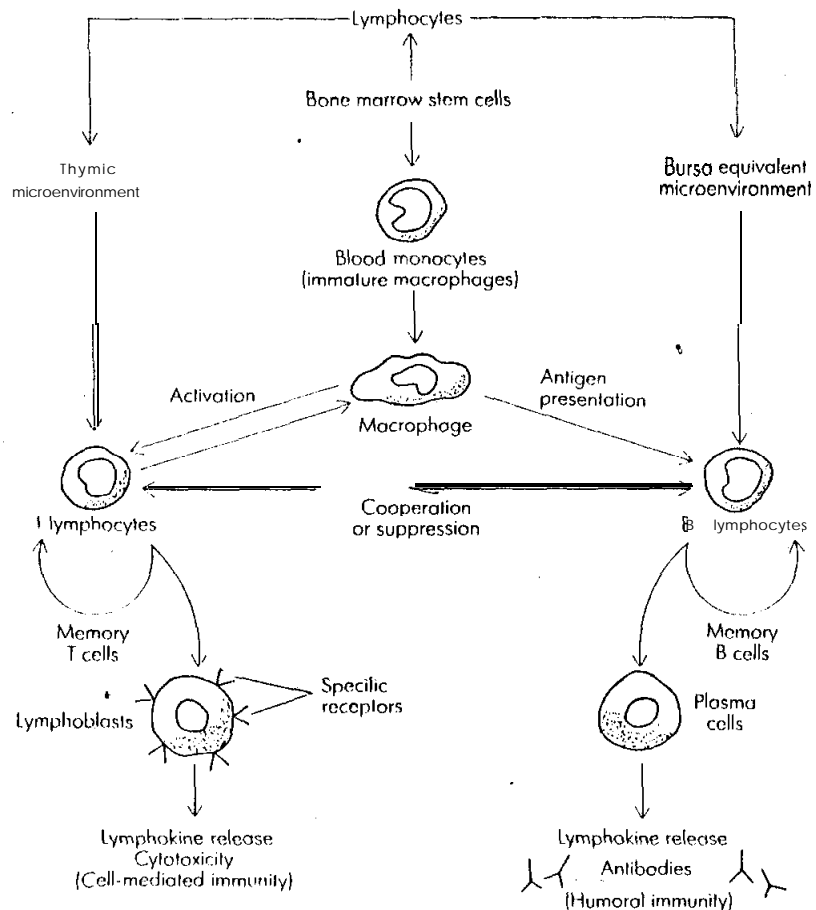 Lymphocytes
Bone marrow stem cells
Thymic
microenvironment
Bursa equivalent
microenvironment
Blood monocytes
(immature macrophages)
Activation
Antigen
presentation
Macrophage
Cooperation
or suppression
lymphocytes
B lymphocytes
Memory
T cells
Memory
B cells
Lymphoblasts
Specific
receptors
Plasma
cells
Lymphokine release
Cytotoxicity
(Cell-mediated immunity)
Lymphokine release
Antibodies
(Humoral immunity)